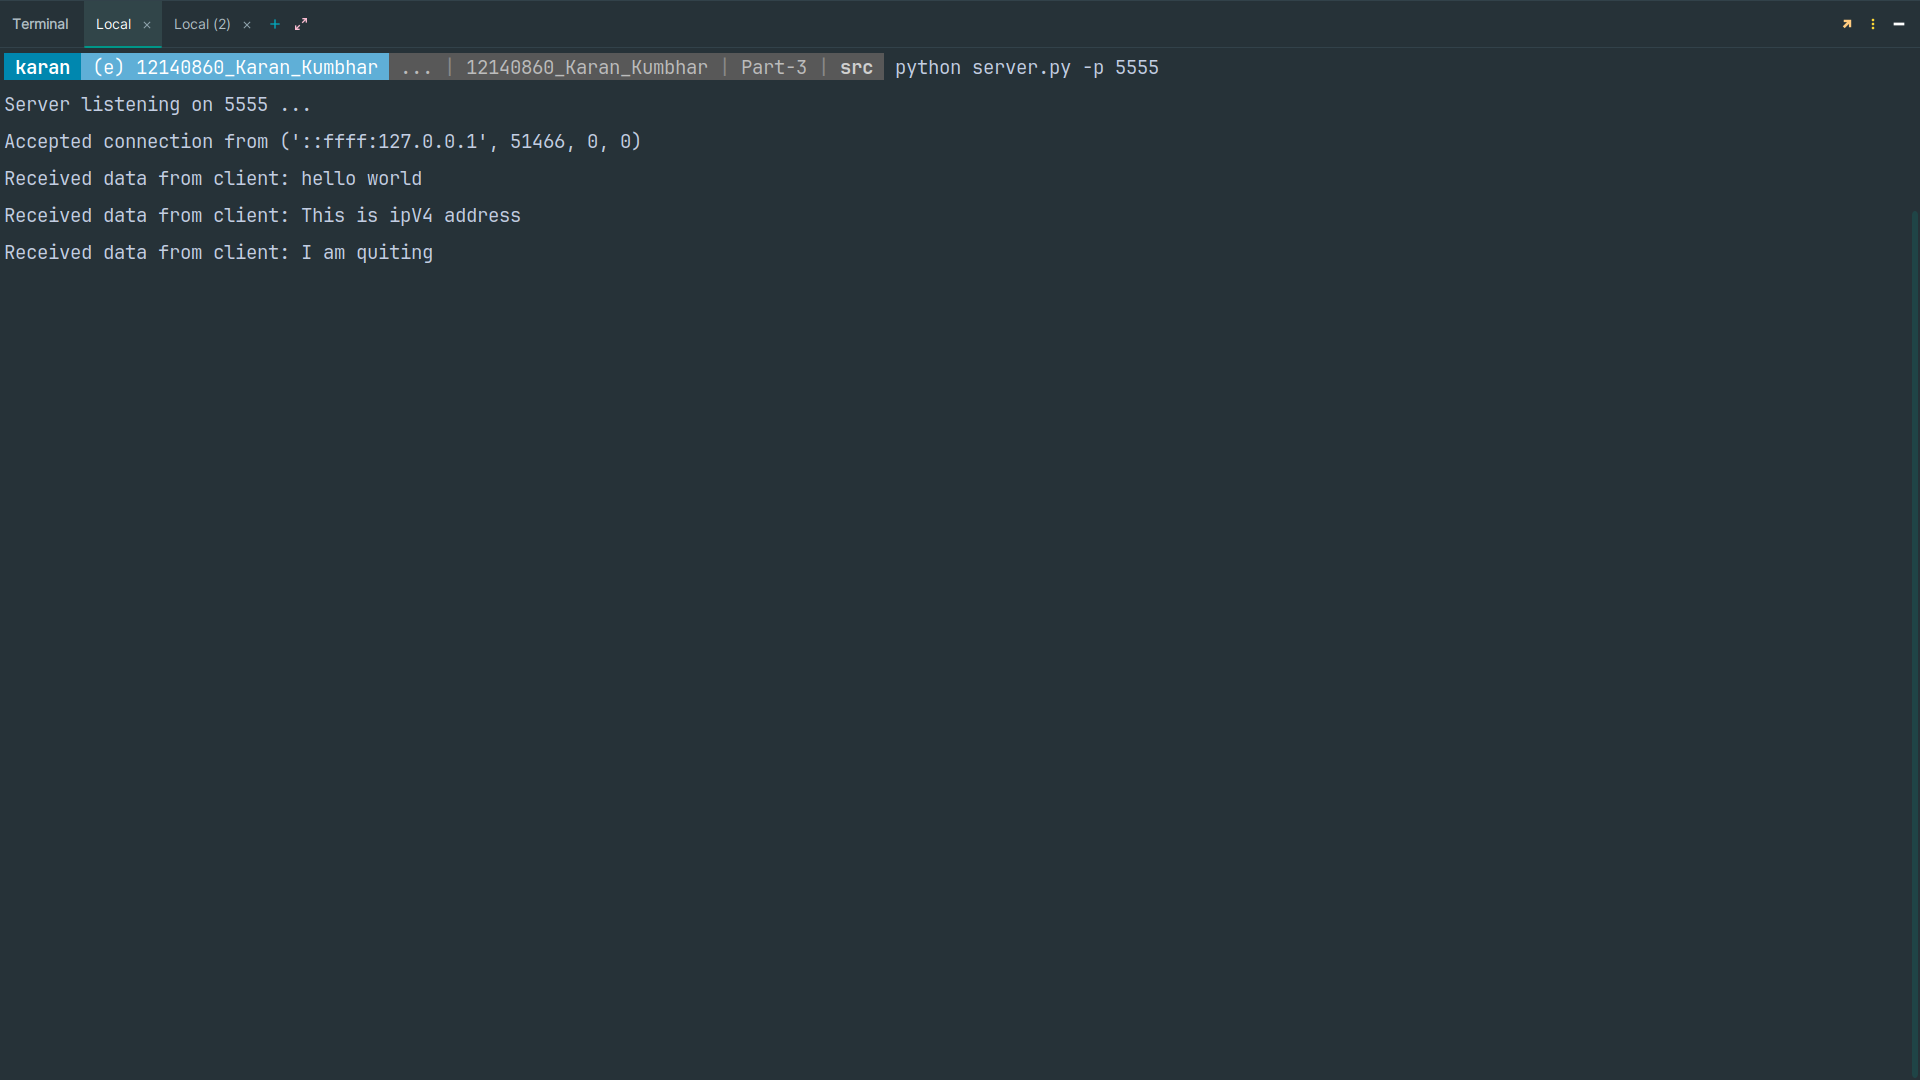 Terminal Local × Local (2) × +
karan (e) 12140860_Karan_Kumbhar ... | 12140860_Karan_Kumbhar | Part-3 | src python server.py -p 5555
Server listening on 5555 ...
Accepted connection from ('::ffff:127.0.0.1', 51466, 0, 0)
Received data from client: hello world
Received data from client: This is ipV4 address
Received data from client: I am quiting